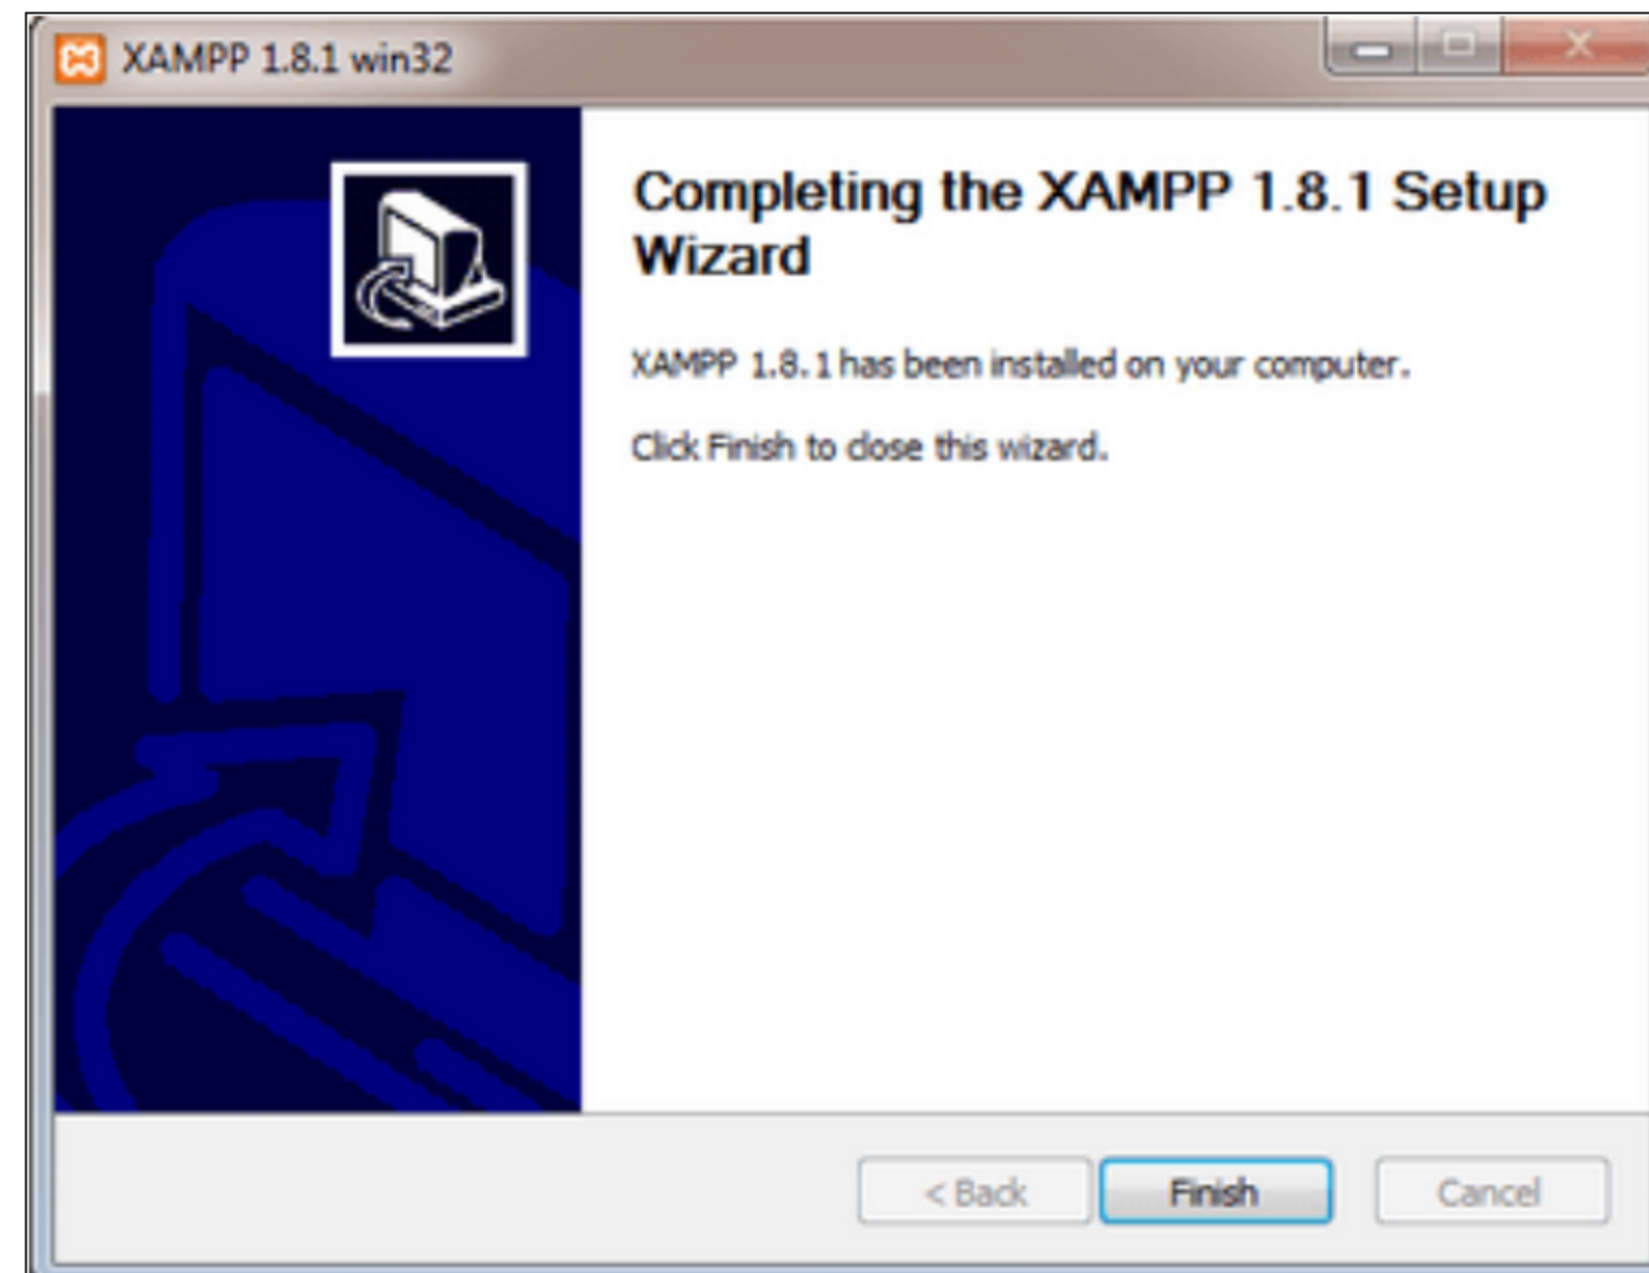 XAMPP 1.8.1 win32
Completing the XAMPP 1.8.1 Setup
Wizard
XAMPP 1.8.1 has been installed on your computer.
Click Finish to close this wizard.
< Back
Finish
Cancel